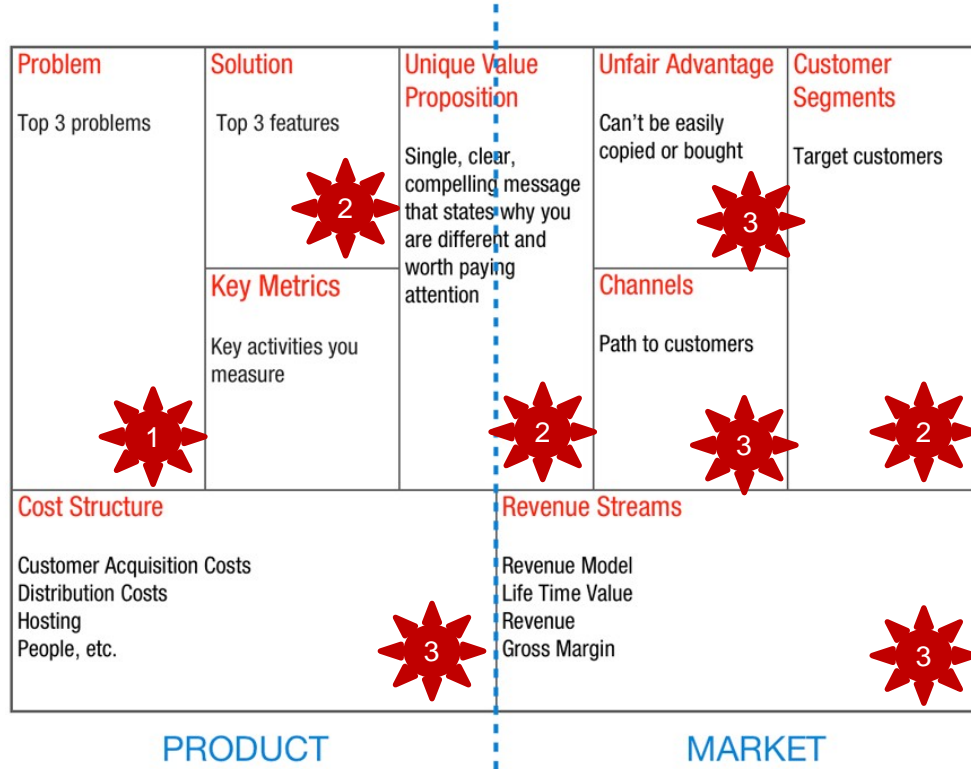 Problem
Top 3 problems
1
Solution
Top 3 features
2
Key Metrics
Key activities you
measure
Unique Value
Proposition
Single, clear,
compelling message
that states why you
are different and
worth paying
attention
2
Unfair Advantage
Can't be easily
copied or bought
3
Channels
Path to customers
3
Customer
Segments
Target customers
2
Cost Structure
Customer Acquisition Costs
Distribution Costs
Hosting
People, etc.
3
Revenue Streams
Revenue Model
Life Time Value
Revenue
Gross Margin
3
PRODUCT
MARKET